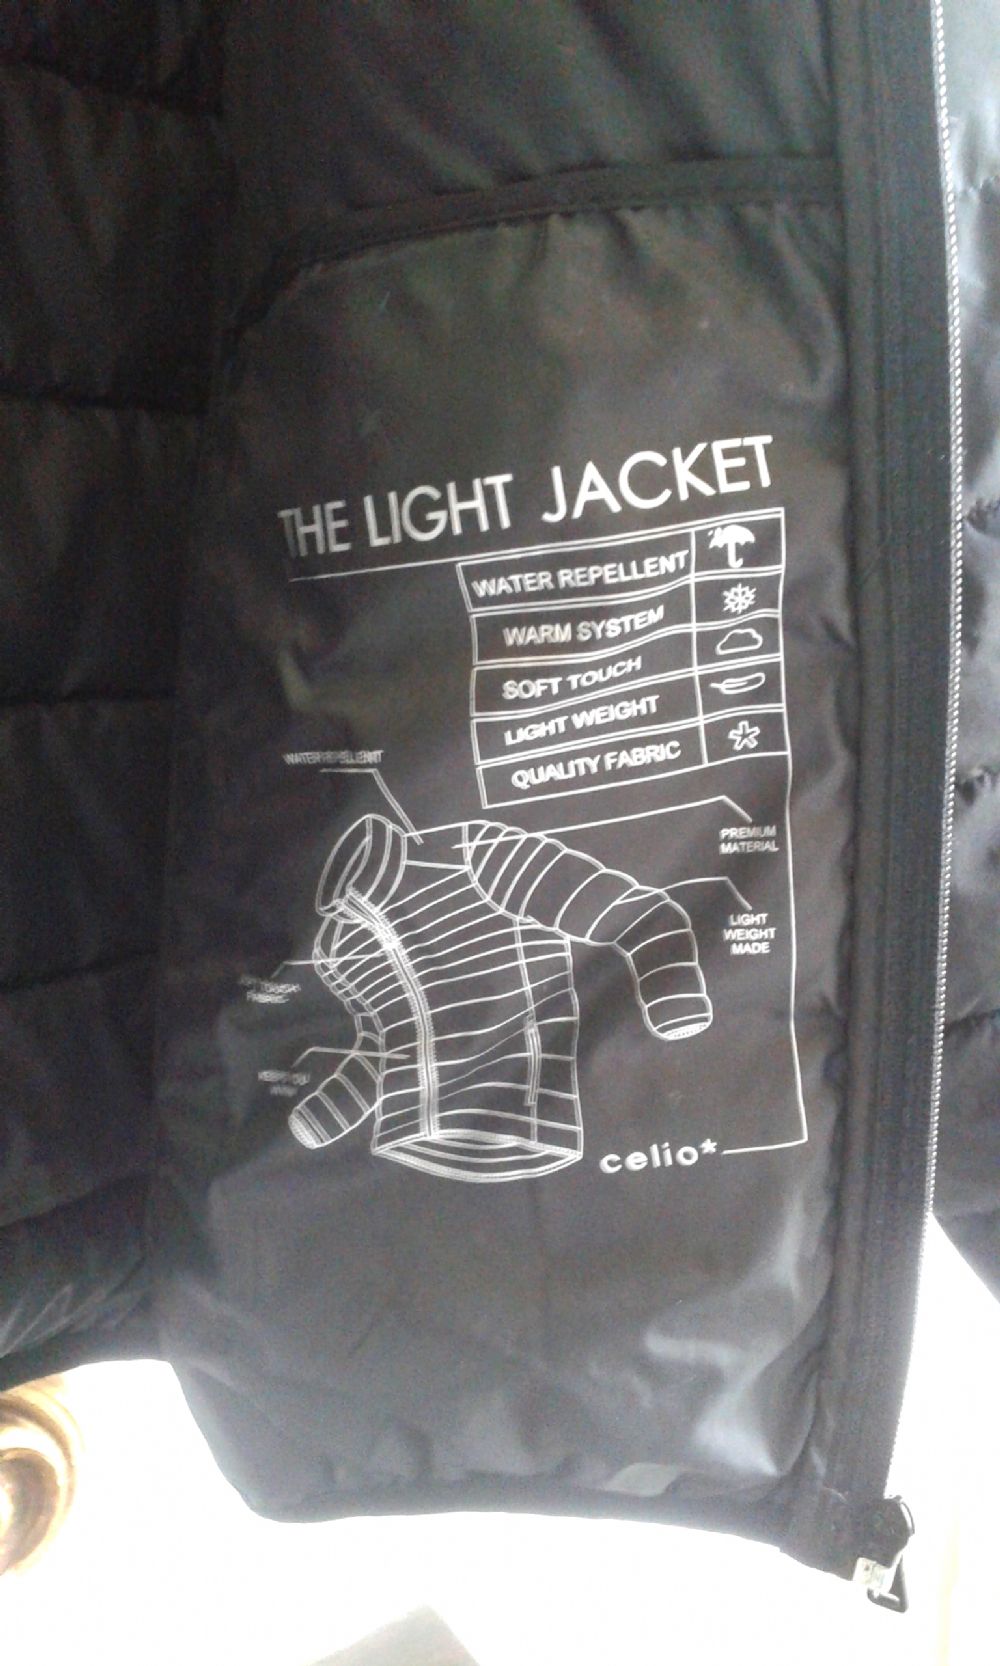 THE LIGHT JACKET
WATER REPELLENT
WARM SYSTEM
SOFT TOUCH
LIGHT WEIGHT
QUALITY FABRIC
WATER REPELLENT
PREMIUM
MATERIAL
LIGHT
WEIGHT
MADE
FABRIC
celio*